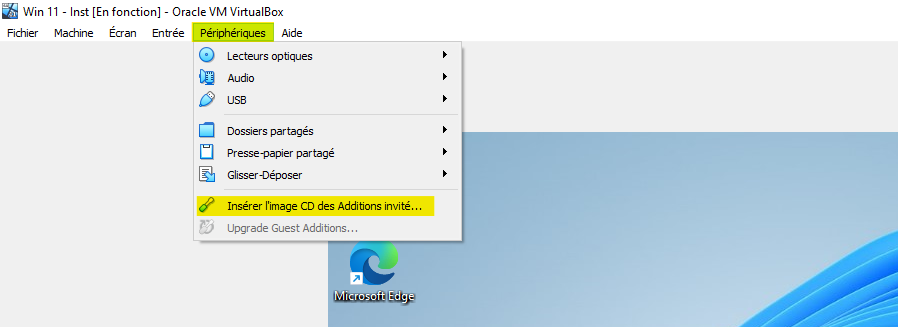 Win 11 - Inst [En fonction] - Oracle VM VirtualBox
Fichier Machine Écran Entrée Périphériques Aide
Lecteurs optiques
Audio
USB
Dossiers partagés
Presse-papier partagé
Glisser-Déposer
Insérer l'image CD des Additions invité...
Upgrade Guest Additions...
Microsoft Edge